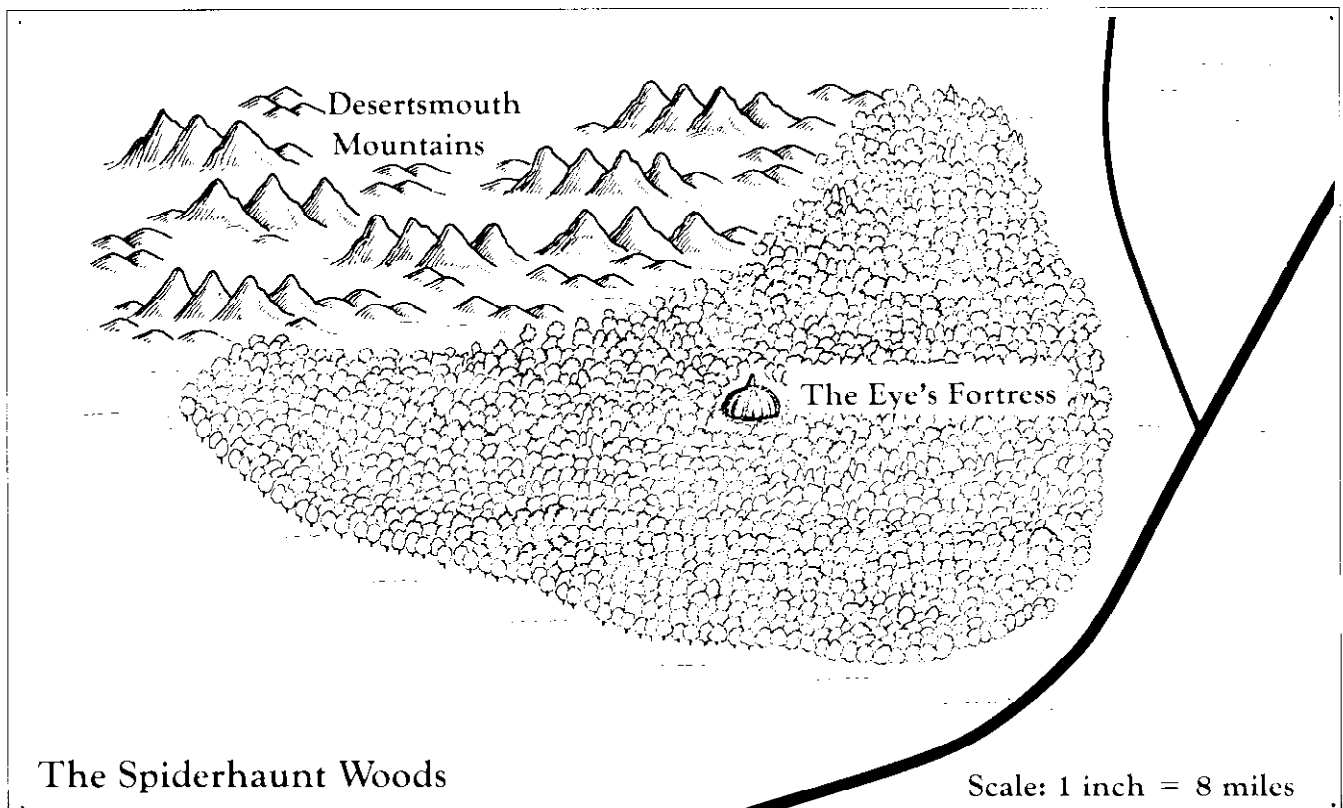 Desertsmouth
Mountains
The Eye's Fortress
The Spiderhaunt Woods
Scale: 1 inch = 8 miles